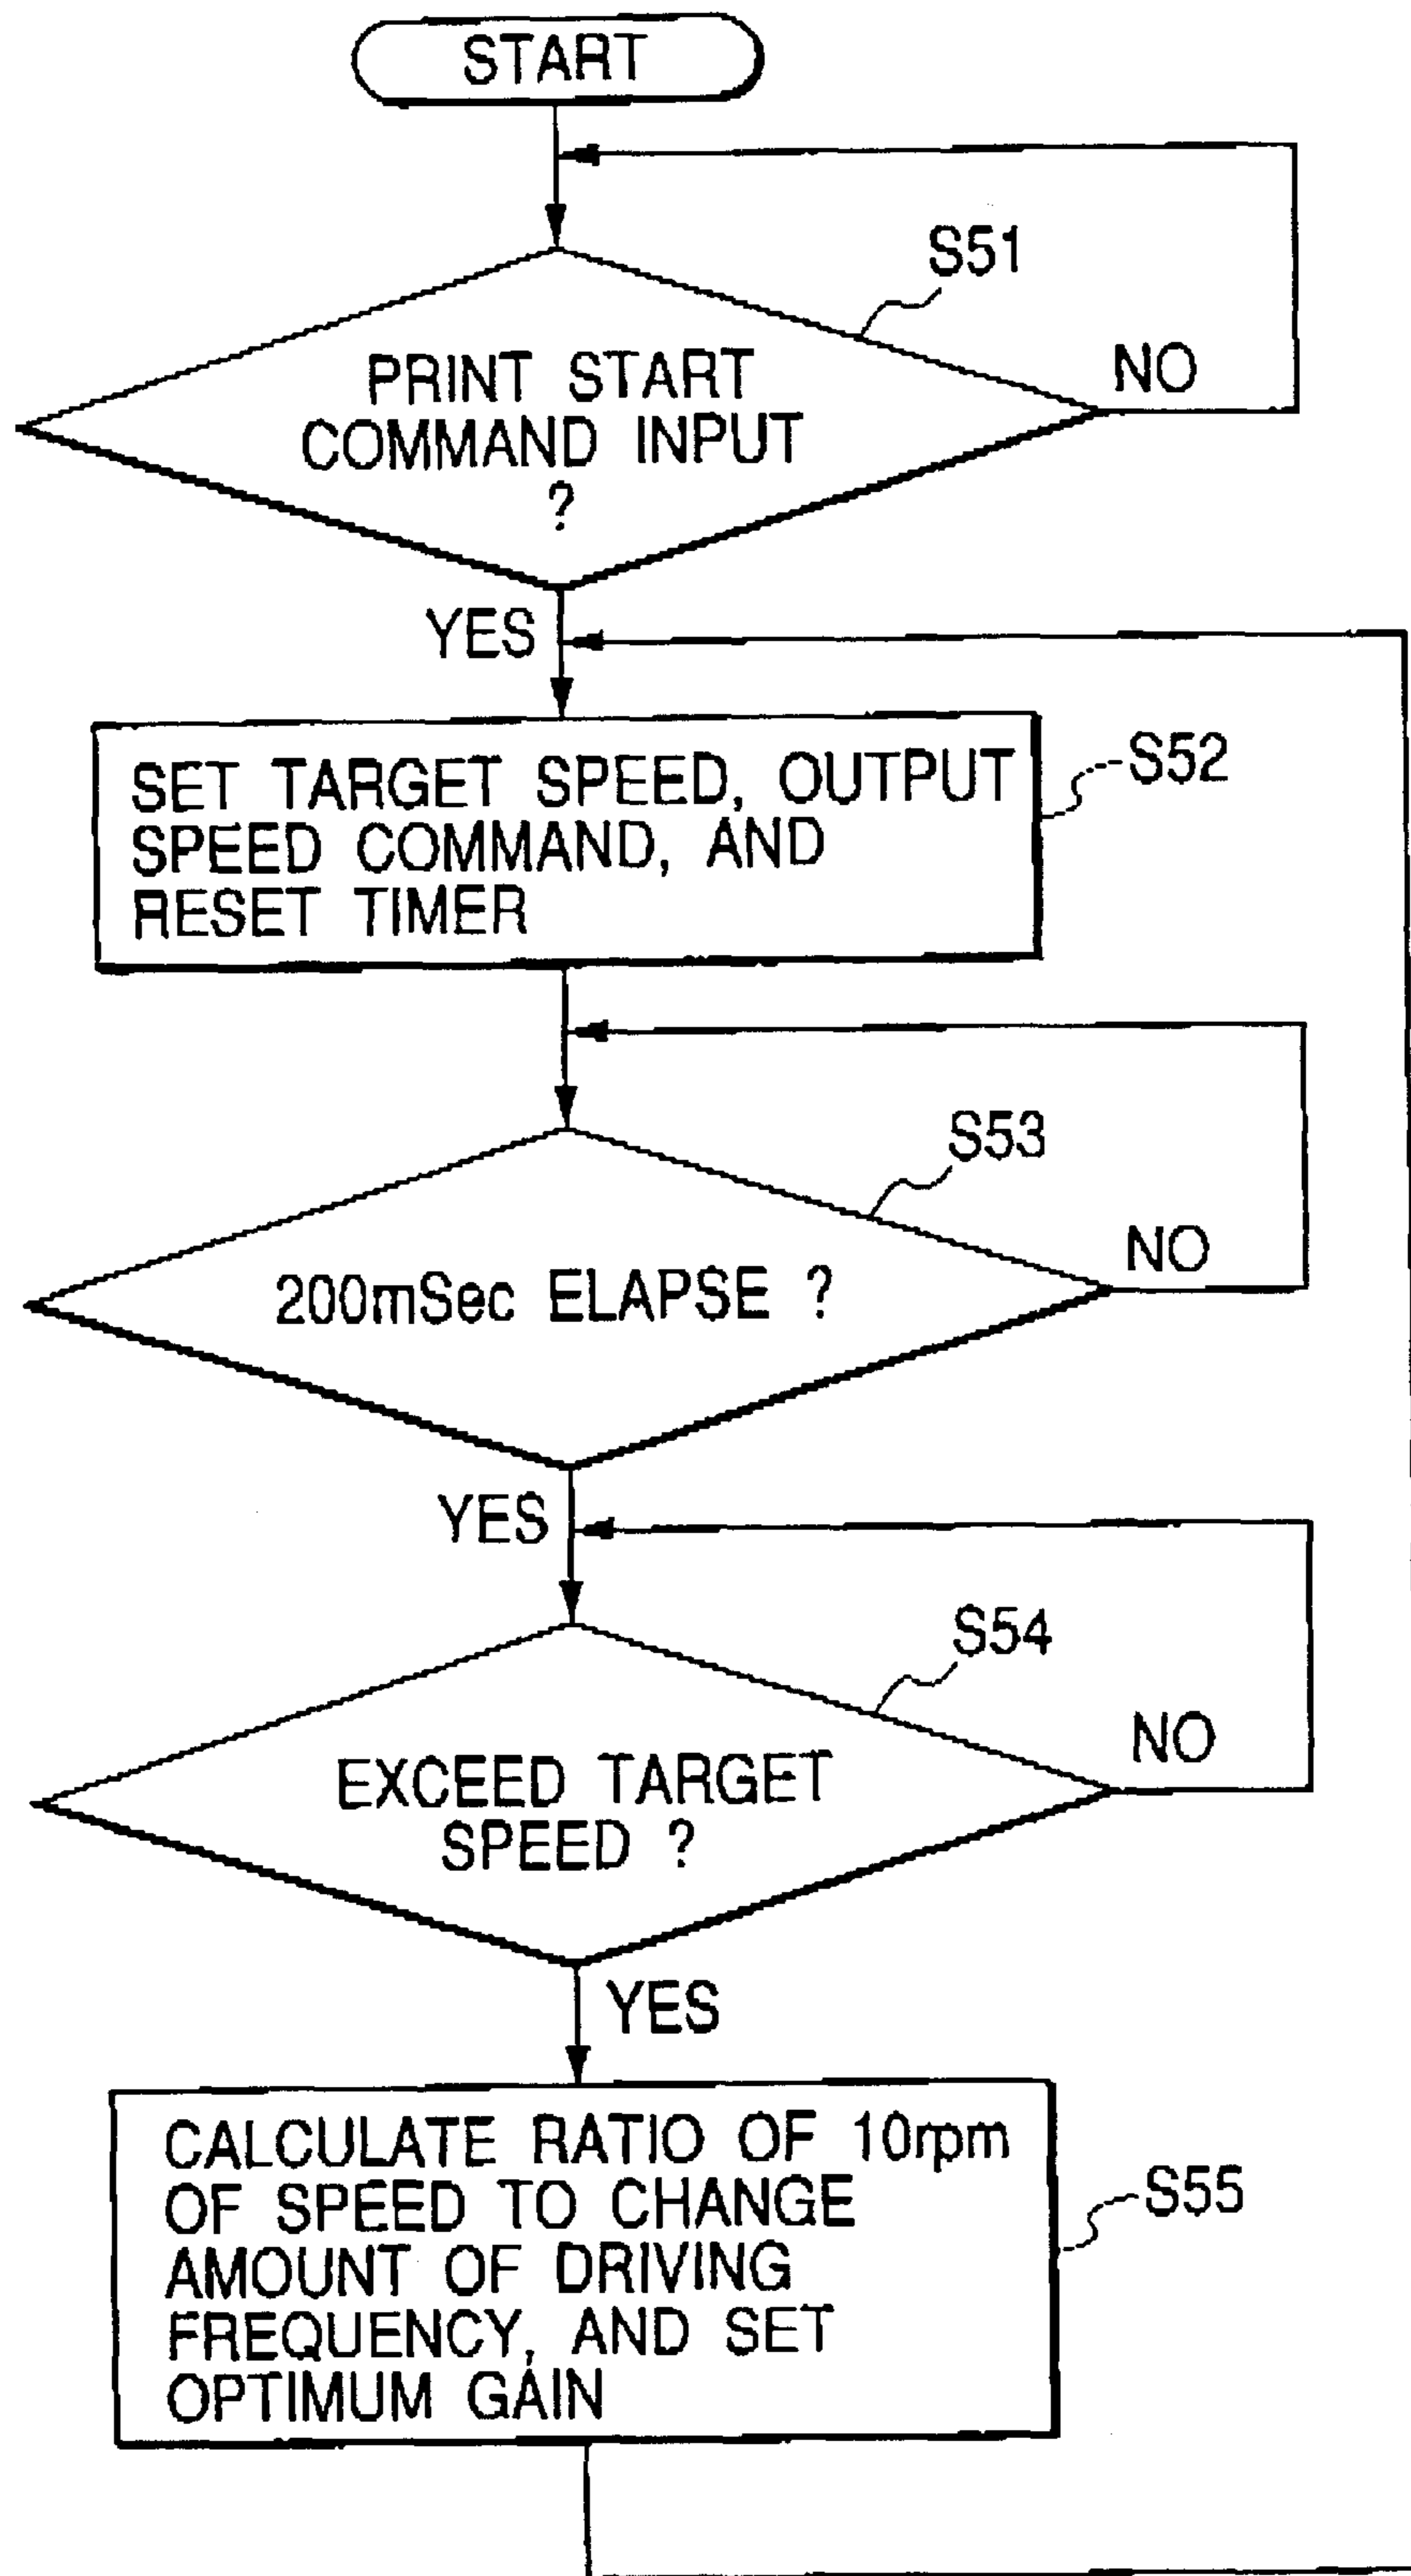 START
S51
PRINT START
COMMAND INPUT
?
NO
YES
SET TARGET SPEED, OUTPUT
SPEED COMMAND, AND
RESET TIMER
S52
S53
200mSec ELAPSE ?
NO
YES
S54
EXCEED TARGET
SPEED ?
NO
YES
CALCULATE RATIO OF 10rpm
OF SPEED TO CHANGE
AMOUNT OF DRIVING
FREQUENCY, AND SET
OPTIMUM GAIN
S55